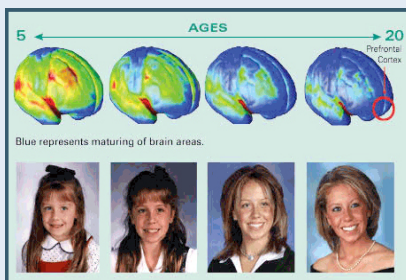 AGES
5 20
Prefrontal
Cortex
Blue represents maturing of brain areas.